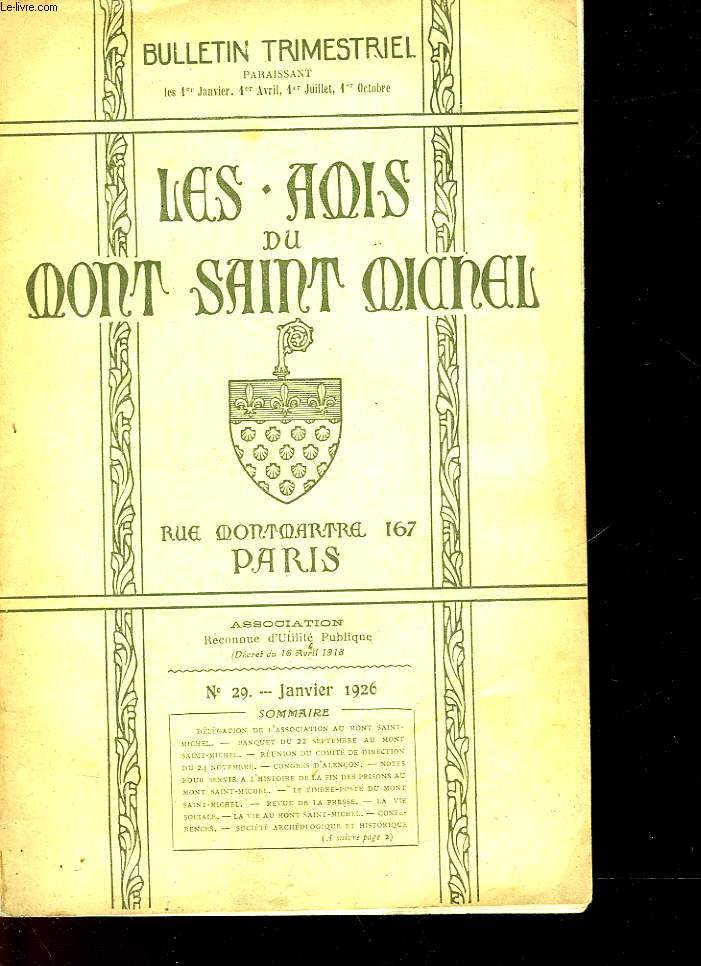 Le-livre.com
BULLETIN TRIMESTRIEL
PARAISSANT
les 1er Janvier. 1er Avril, 1er Juillet, 1er Octobre
LES · AMIS
DU
MONT SAINT MICHEL
RUE MONTMARTRE 167
PARIS
ASSOCIATION
Reconnue d'Utilité Publique
(Décret du 16 Avril 1918
No 29. -- Janvier 1926
SOMMAIRE
DÉLÉGATION DE L'ASSOCIATION AU MONT SAINT-
MICHEL. — BANQUET DU 22 SEPTEMBRE AU MONT
SAINT-MICHEL. — RÉUNION DU COMITÉ DE DIRECTION
DU 24 NOVEMBRE. — CONGRES D'ALENÇON. — NOTES
POUR SERVIR A L'HISTOIRE DE LA FIN DES PRISONS AU
MONT SAINT-MICHEL. — LE TIMBRE-POSTE DU MONT
SAINT-MICHEL. — REVUE DE LA PRESSE. — LA VIE
SOCIALE. — LA VIE AU MONT SAINT-MICHEL. — CONFÉ-
RENCES. — SOCIÉTÉ ARCHÉOLOGIQUE ET HISTORIQUE
(A suivre page 2)